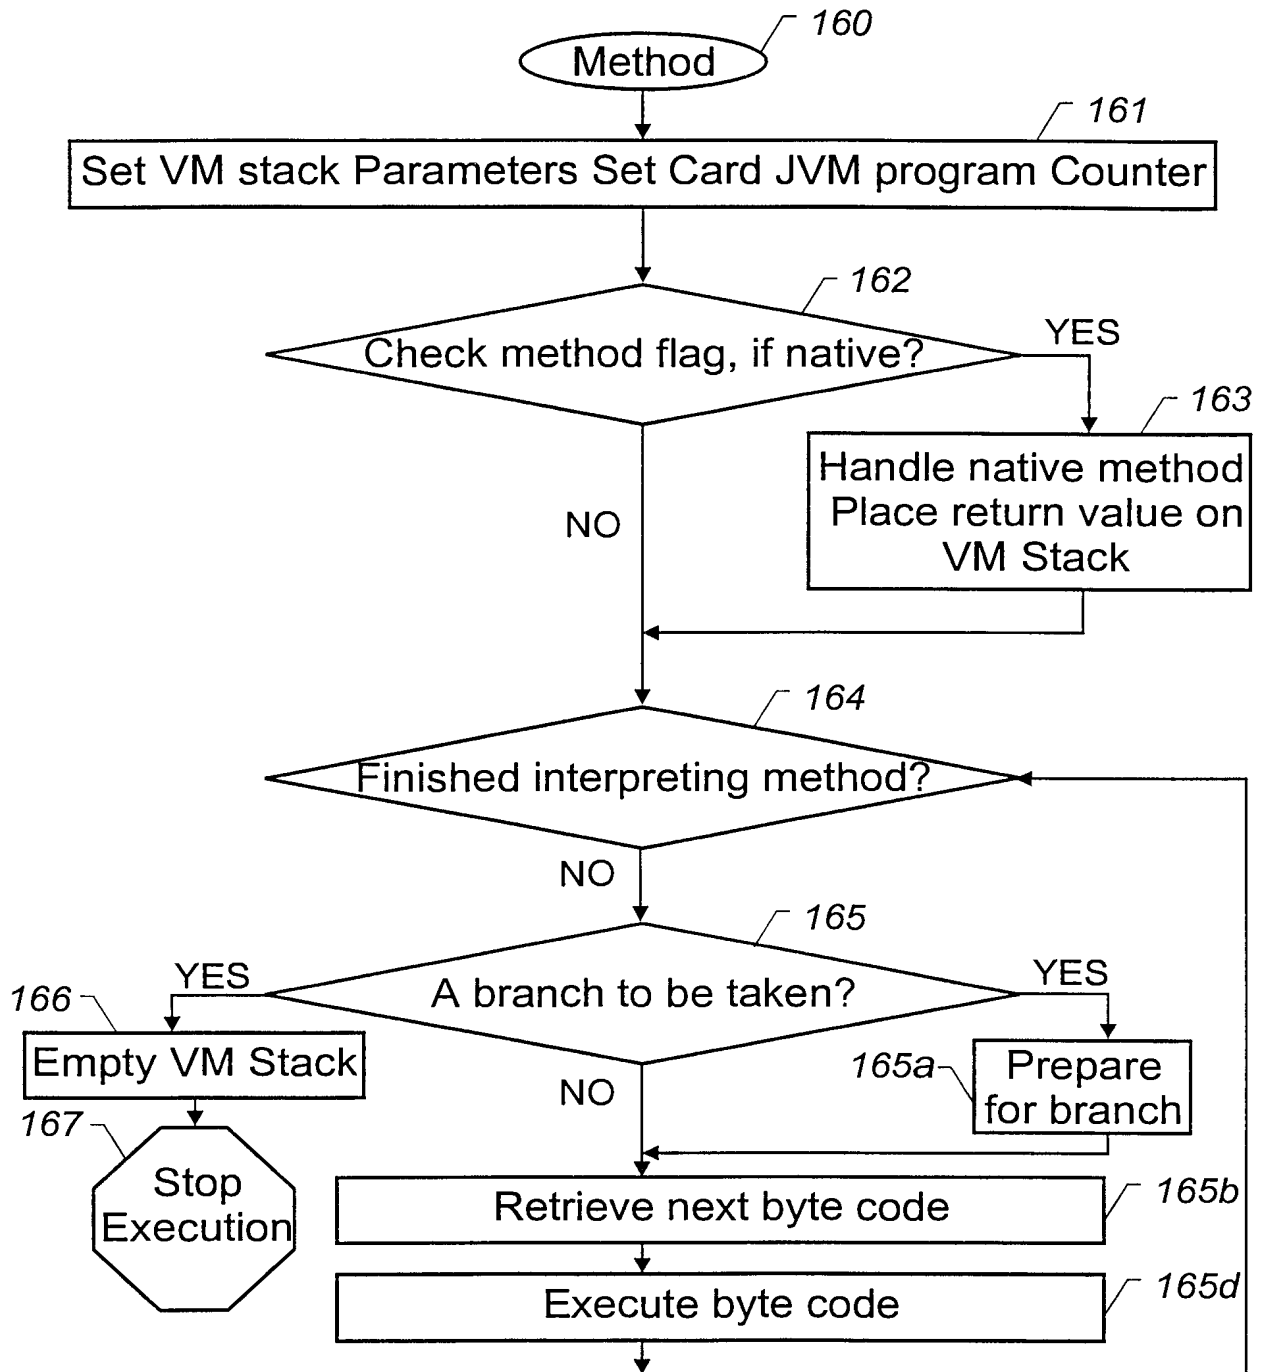 160
Method
161
Set VM stack Parameters Set Card JVM program Counter
162
Check method flag, if native?
YES
163
Handle native method
Place return value on
VM Stack
NO
164
Finished interpreting method?
NO
165
A branch to be taken?
YES
YES
166
Empty VM Stack
165a
Prepare
for branch
NO
167
Stop
Execution
Retrieve next byte code
165b
Execute byte code
165d